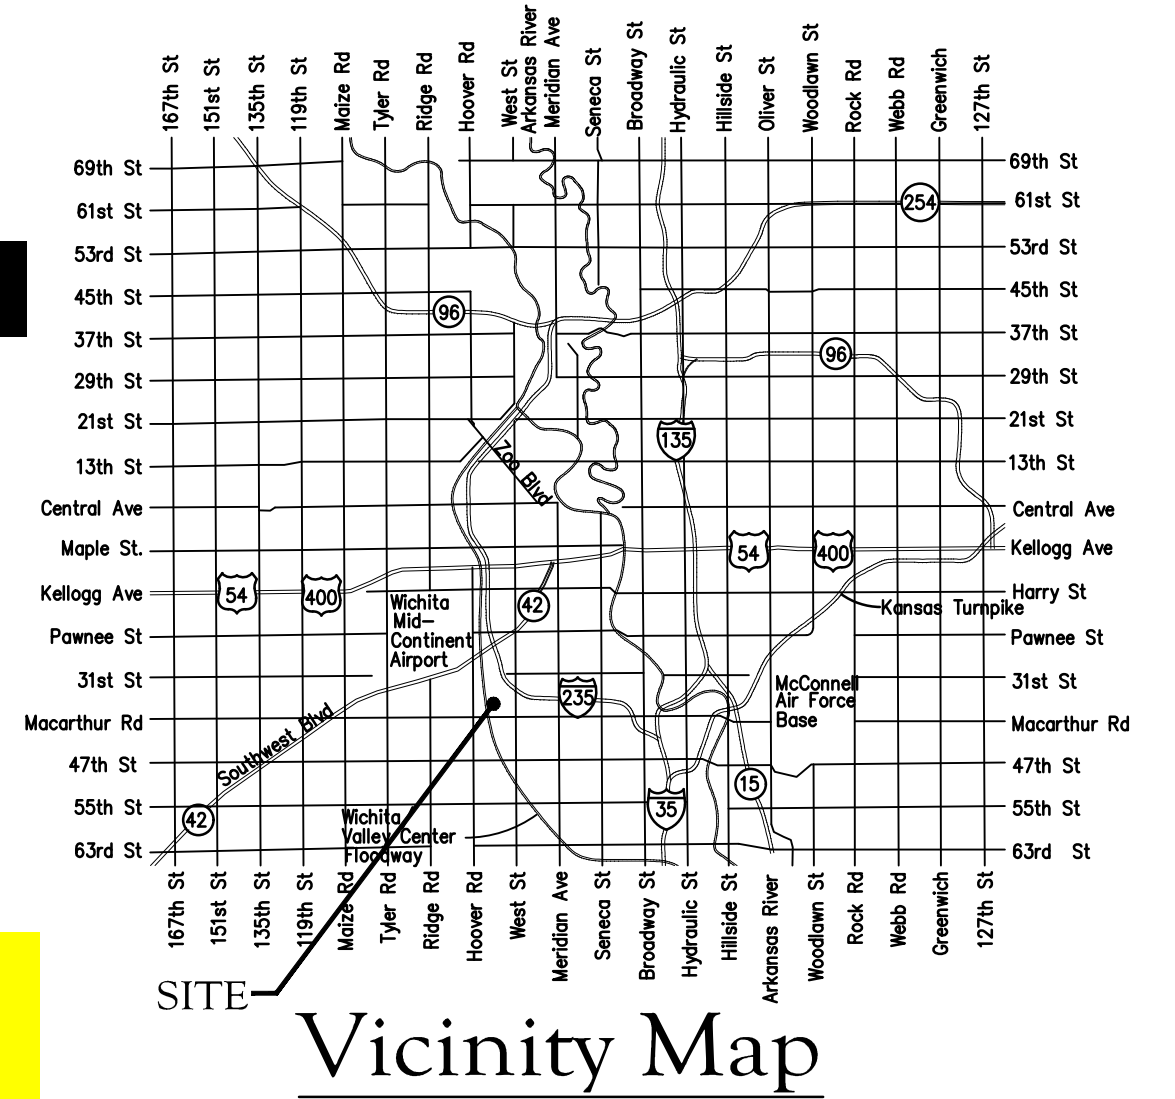 167th St
151st St
135th St
119th St
Maize Rd
Tyler Rd
Ridge Rd
Hoover Rd
West St
Arkansas River
Meridian Ave
Seneca St
Broadway St
Hydraulic St
Hillside St
Oliver St
Woodlawn St
Rock Rd
Webb Rd
Greenwich
127th St
69th St
69th St
61st St
254
61st St
53rd St
53rd St
45th St
96
45th St
37th St
96
37th St
29th St
29th St
21st St
135
21st St
13th St
Zoo Blvd
13th St
Central Ave
Central Ave
Maple St.
54
400
Kellogg Ave
Kellogg Ave
54
400
42
Harry St
Wichita
Mid-
Continent
Airport
Kansas Turnpike
Pawnee St
Pawnee St
31st St
235
McConnell
Air Force
Base
31st St
Macarthur Rd
Southwest Blvd
Macarthur Rd
47th St
15
47th St
55th St
42
Wichita
Valley Center
Floodway
35
55th St
63rd St
63rd St
167th St
151st St
135th St
119th St
Maize Rd
Tyler Rd
Ridge Rd
Hoover Rd
West St
Meridian Ave
Seneca St
Broadway St
Hydraulic St
Hillside St
Arkansas River
Woodlawn St
Rock Rd
Webb Rd
Greenwich
127th St
SITE
Vicinity Map